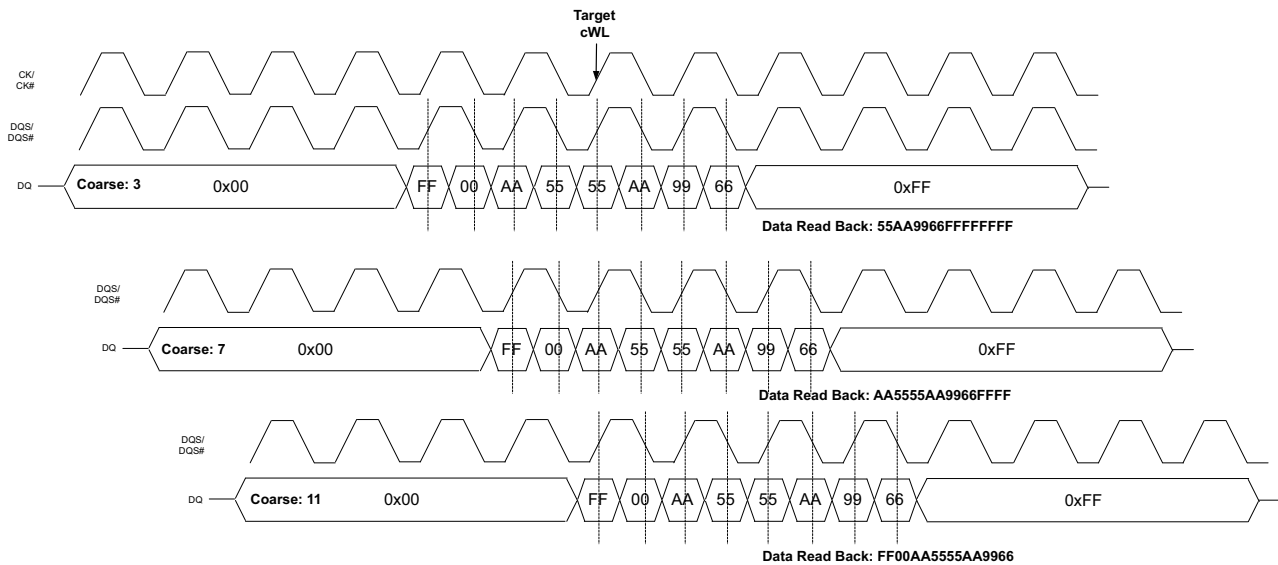 Target
cWL
CK/
CK#
DQS/
DQS#
DQ Coarse: 3 0x00 FF 00 AA 55 55 AA 99 66 0xFF
Data Read Back: 55AA9966FFFFFFFF
DQS/
DQS#
DQ Coarse: 7 0x00 FF 00 AA 55 55 AA 99 66 0xFF
Data Read Back: AA5555AA9966FFFF
DQS/
DQS#
DQ Coarse: 11 0x00 FF 00 AA 55 55 AA 99 66 0xFF
Data Read Back: FF00AA5555AA9966